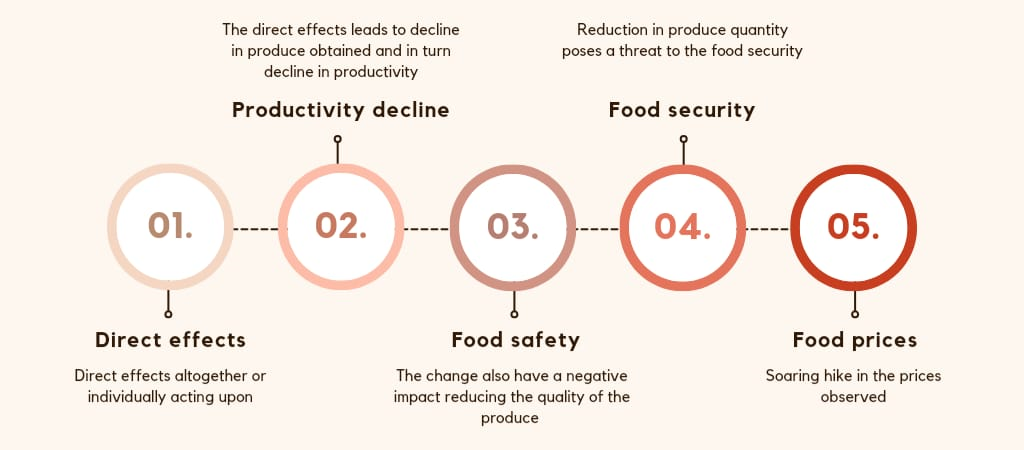 The direct effects leads to decline
in produce obtained and in turn
decline in productivity
Productivity decline
Reduction in produce quantity
poses a threat to the food security
Food security
01.
02.
03.
04.
05.
Direct effects
Direct effects altogether or
individually acting upon
Food safety
The change also have a negative
impact reducing the quality of the
produce
Food prices
Soaring hike in the prices
observed